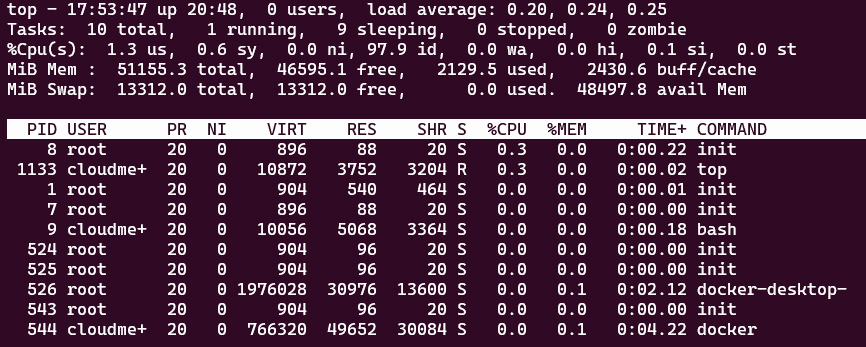 top - 17:53:47 up 20:48,  0 users,  load average: 0.20, 0.24, 0.25
Tasks:  10 total,   1 running,   9 sleeping,   0 stopped,   0 zombie
%Cpu(s):  1.3 us,  0.6 sy,  0.0 ni, 97.9 id,  0.0 wa,  0.0 hi,  0.1 si,  0.0 st
MiB Mem :  51155.3 total,  46595.1 free,   2129.5 used,   2430.6 buff/cache
MiB Swap:  13312.0 total,  13312.0 free,      0.0 used.  48497.8 avail Mem
  PID USER      PR  NI    VIRT    RES    SHR S  %CPU  %MEM     TIME+ COMMAND
    8 root      20   0     896     88     20 S   0.3   0.0   0:00.22 init
 1133 cloudme+  20   0   10872   3752   3204 R   0.3   0.0   0:00.02 top
    1 root      20   0     904    540    464 S   0.0   0.0   0:00.01 init
    7 root      20   0     896     88     20 S   0.0   0.0   0:00.00 init
    9 cloudme+  20   0   10056   5068   3364 S   0.0   0.0   0:00.18 bash
  524 root      20   0     904     96     20 S   0.0   0.0   0:00.00 init
  525 root      20   0     904     96     20 S   0.0   0.0   0:00.00 init
  526 root      20   0 1976028  30976  13600 S   0.0   0.1   0:02.12 docker-desktop-
  543 root      20   0     904     96     20 S   0.0   0.0   0:00.00 init
  544 cloudme+  20   0  766320  49652  30084 S   0.0   0.1   0:04.22 docker